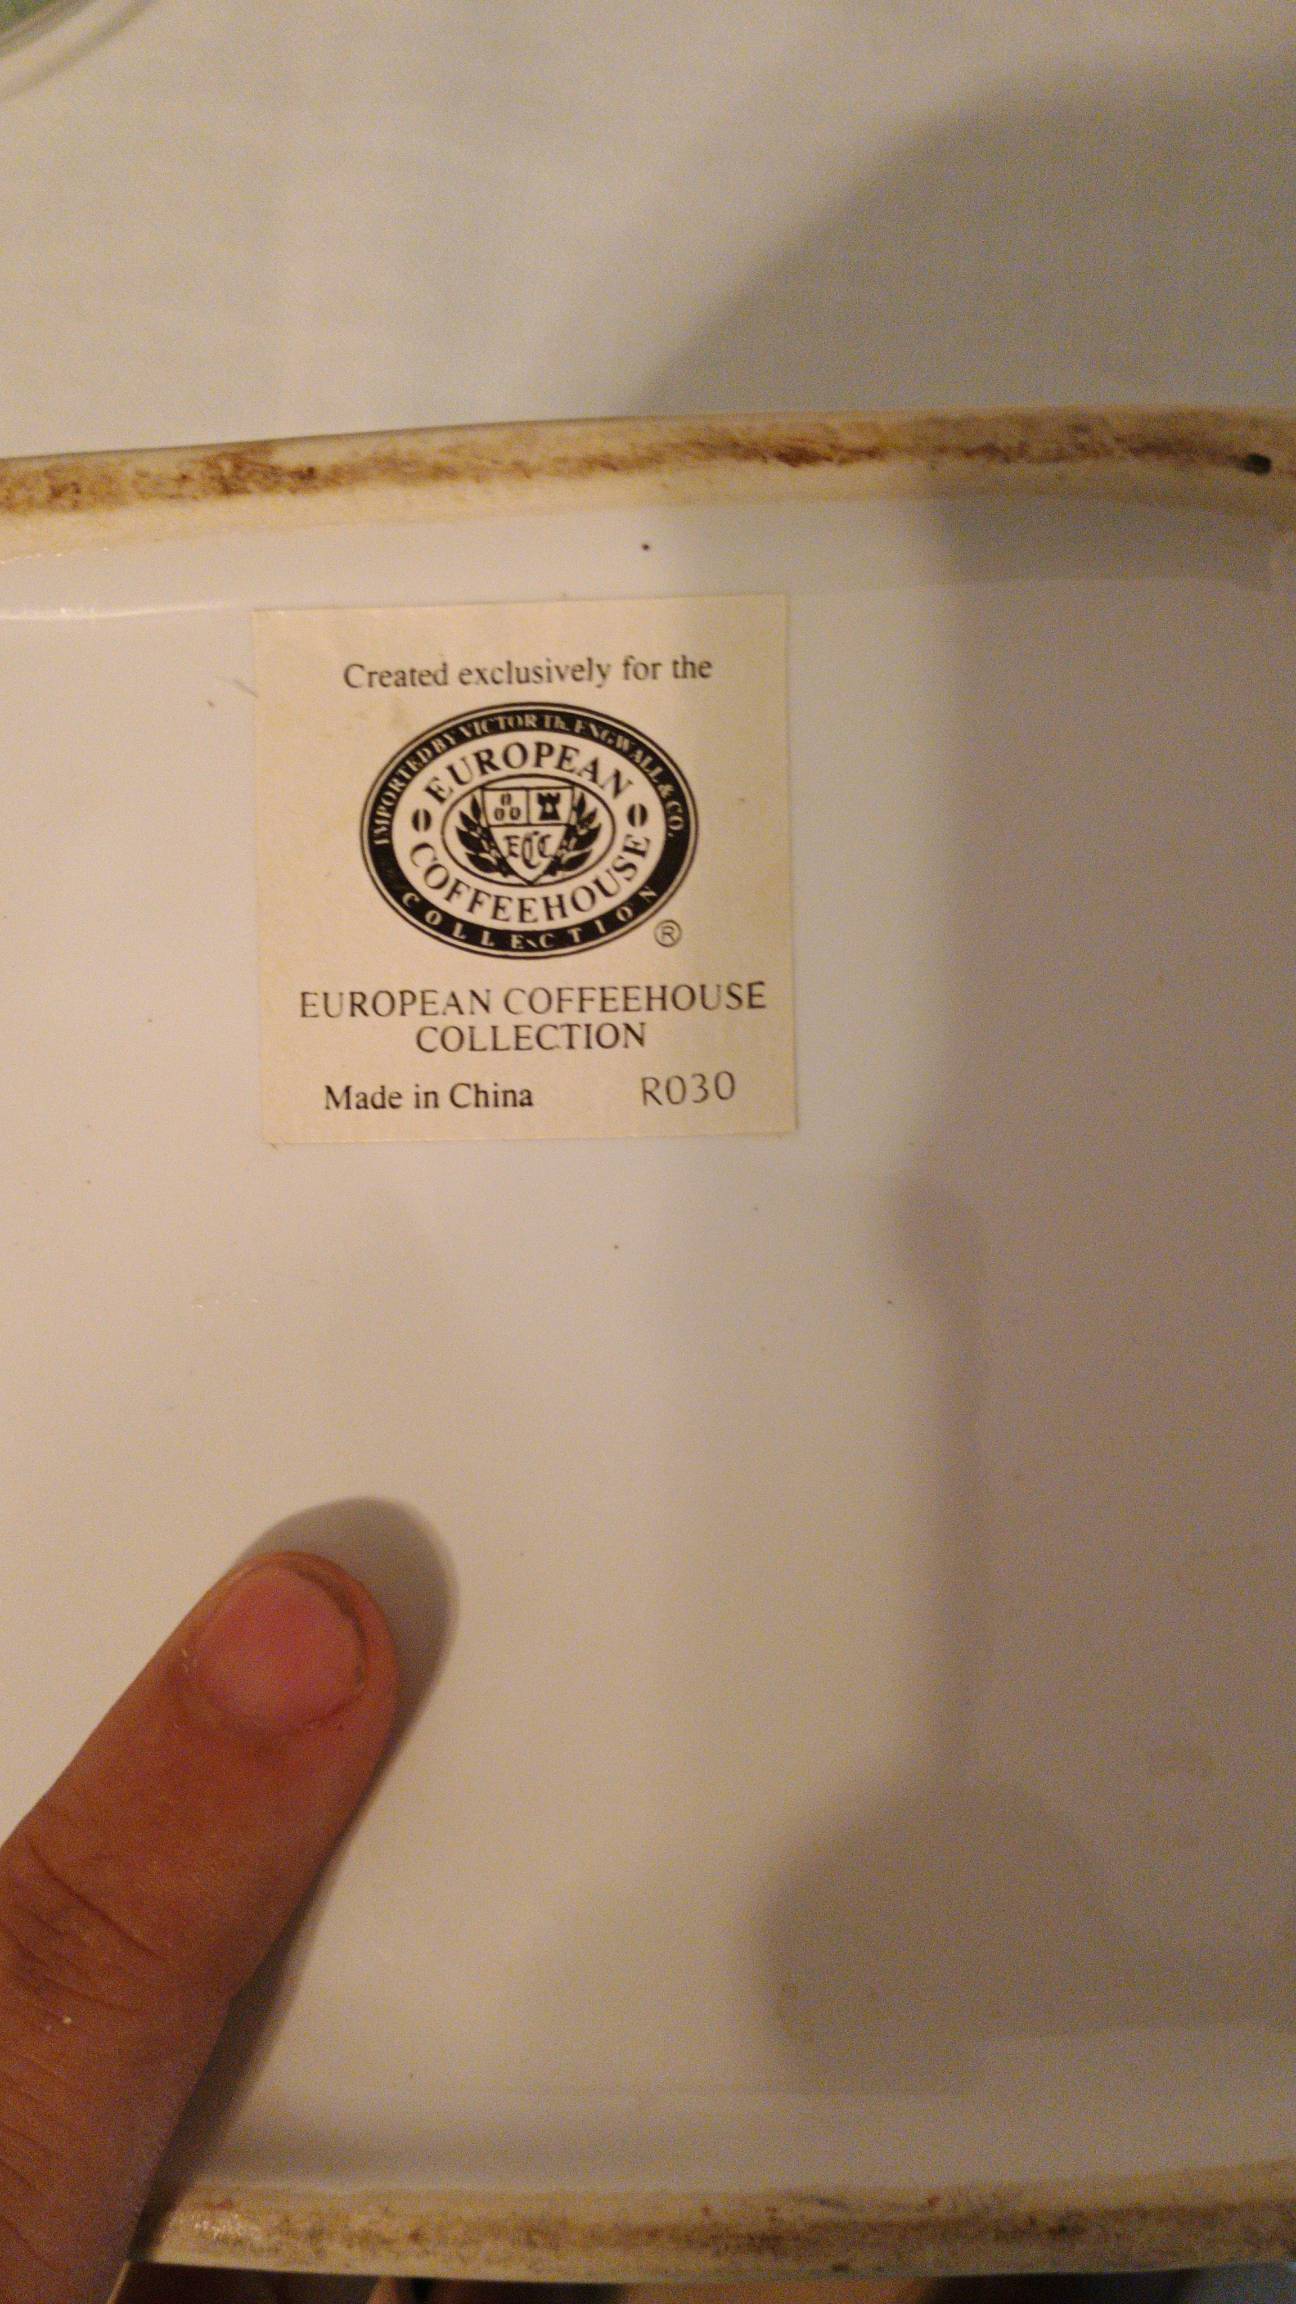 Created exclusively for the
IMPORTED BY VICTOR Th. ENGWALL & CO.
EUROPEAN
ECC
COFFEEHOUSE
COLLECTION
®
EUROPEAN COFFEEHOUSE
COLLECTION
Made in China R030